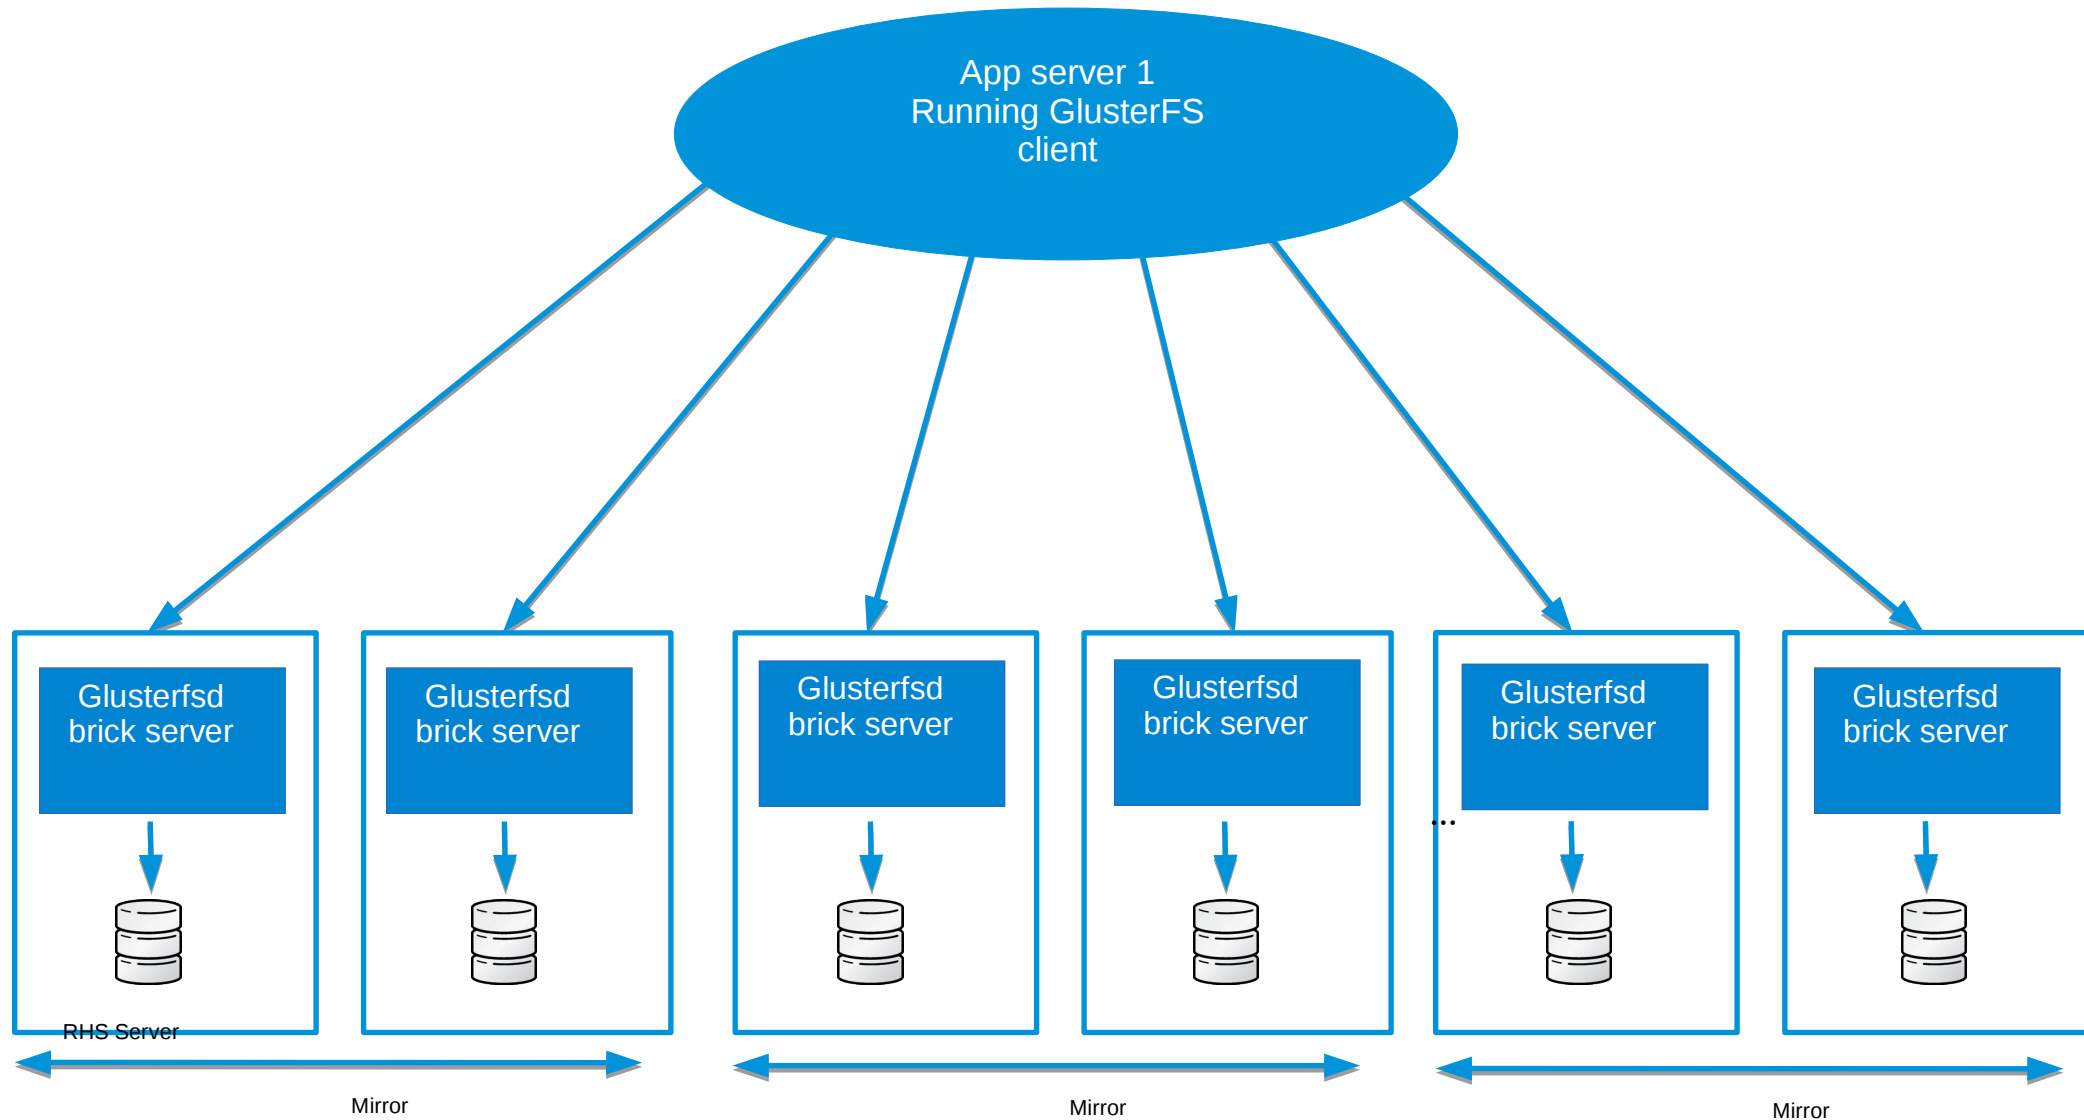 App server 1
Running GlusterFS
client
Glusterfsd
brick server
Glusterfsd
brick server
Glusterfsd
brick server
Glusterfsd
brick server
Glusterfsd
brick server
Glusterfsd
brick server
...
RHS Server
Mirror
Mirror
Mirror